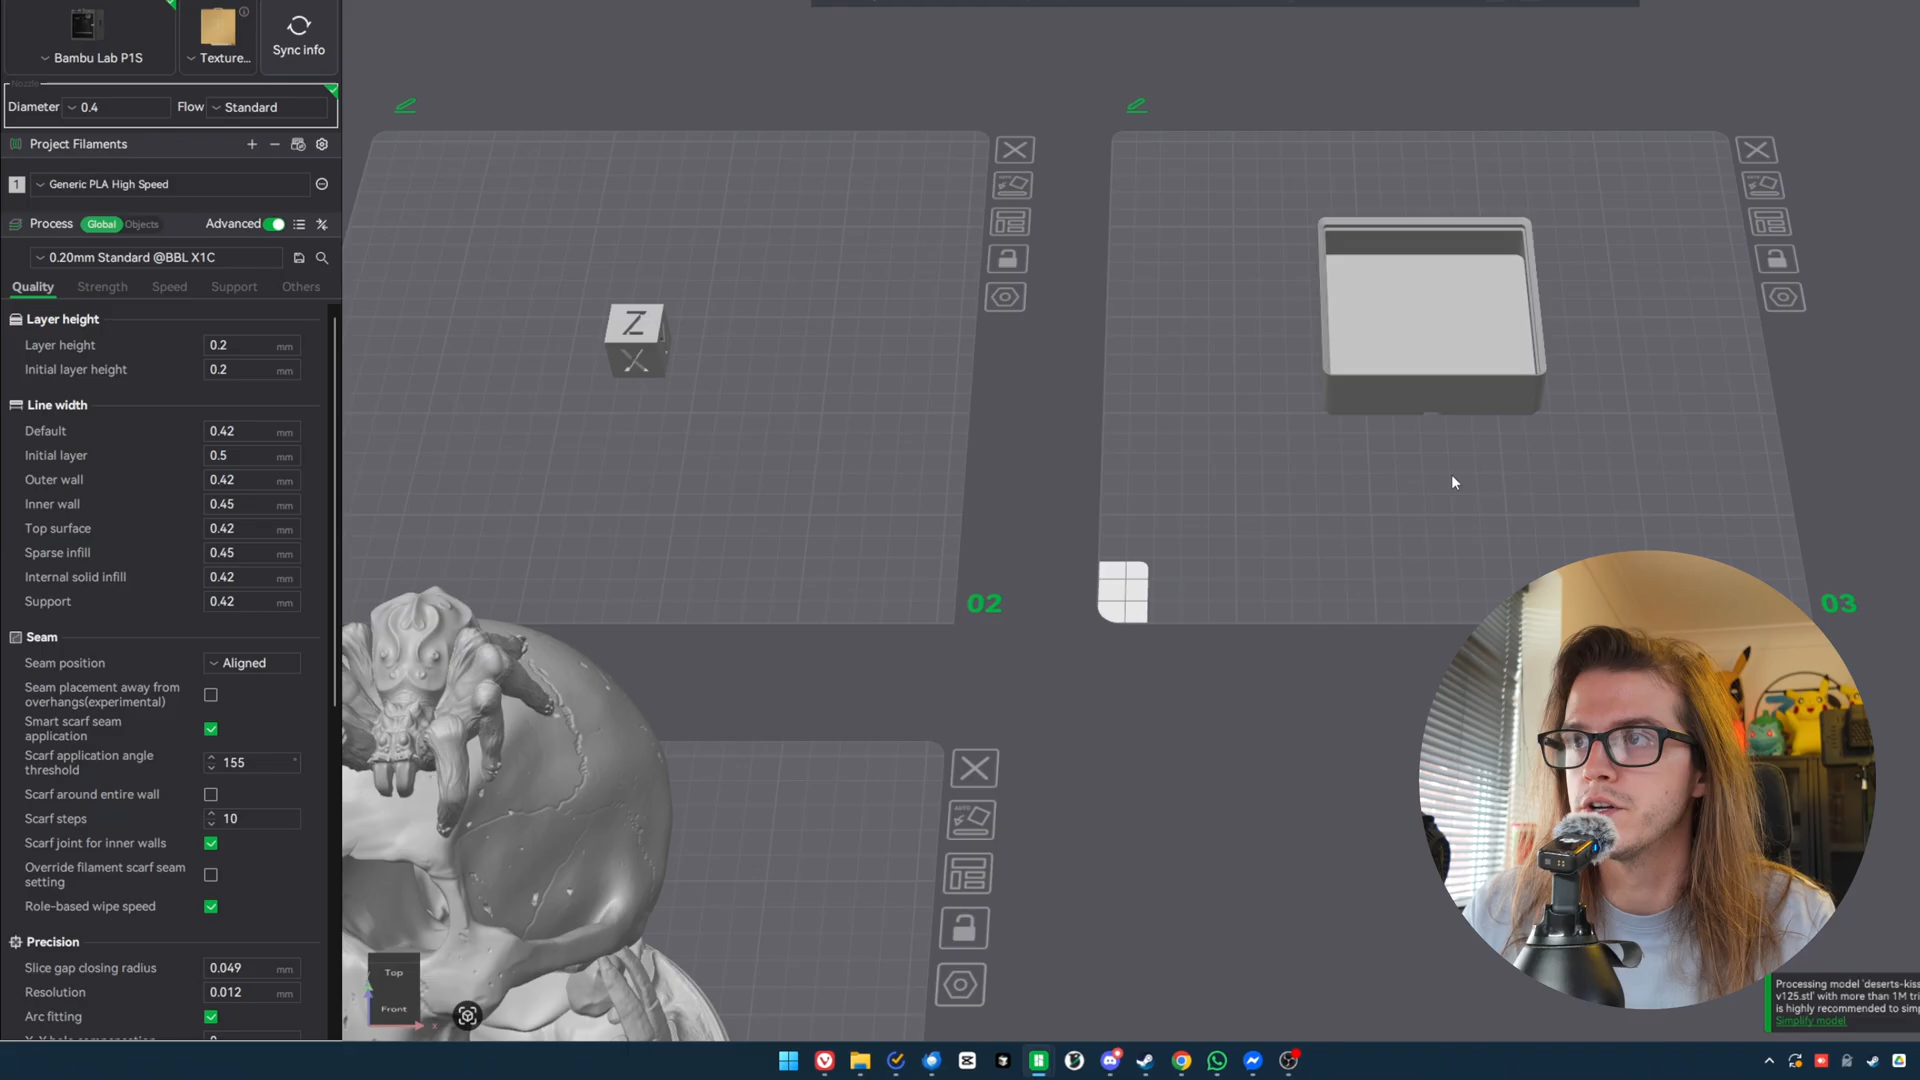 Bambu Lab P1S
Texture...
Sync info
Nozzle
Diameter 0.4 Flow Standard
Project Filaments
1 Generic PLA High Speed
Process Global Objects Advanced
0.20mm Standard @BBL X1C
Quality Strength Speed Support Others
Layer height
Layer height 0.2 mm
Initial layer height 0.2 mm
Line width
Default 0.42 mm
Initial layer 0.5 mm
Outer wall 0.42 mm
Inner wall 0.45 mm
Top surface 0.42 mm
Sparse infill 0.45 mm
Internal solid infill 0.42 mm
Support 0.42 mm
Seam
Seam position Aligned
Seam placement away from
overhangs(experimental)
Smart scarf seam
application
Scarf application angle
threshold 155 °
Scarf around entire wall
Scarf steps 10
Scarf joint for inner walls
Override filament scarf seam
setting
Role-based wipe speed
Precision
Slice gap closing radius 0.049 mm
Resolution 0.012 mm
Arc fitting
Z
X
AUTO
02
AUTO
03
AUTO
Top
Front
x
Processing model 'deserts-kiss
v125.stl' with more than 1M tri
is highly recommended to simp
Simplify model